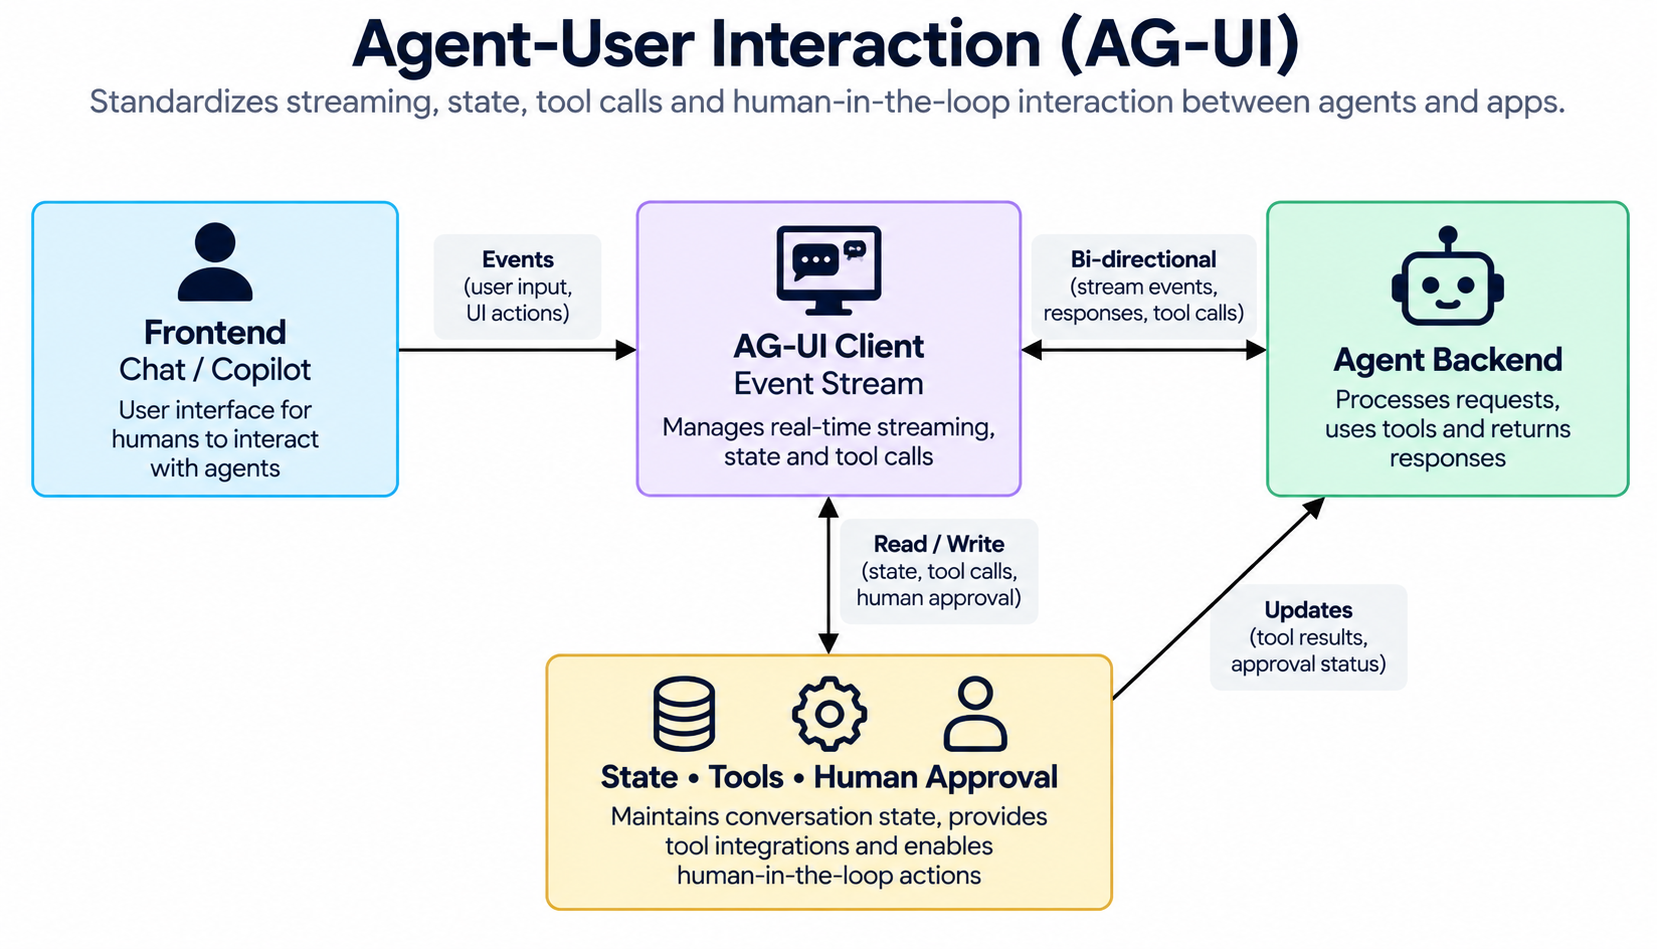 Agent-User Interaction (AG-UI)
Standardizes streaming, state, tool calls and human-in-the-loop interaction between agents and apps.
Frontend
Chat / Copilot
User interface for
humans to interact
with agents
Events
(user input,
UI actions)
AG-UI Client
Event Stream
Manages real-time streaming,
state and tool calls
Bi-directional
(stream events,
responses, tool calls)
Agent Backend
Processes requests,
uses tools and returns
responses
Read / Write
(state, tool calls,
human approval)
Updates
(tool results,
approval status)
State • Tools • Human Approval
Maintains conversation state, provides
tool integrations and enables
human-in-the-loop actions